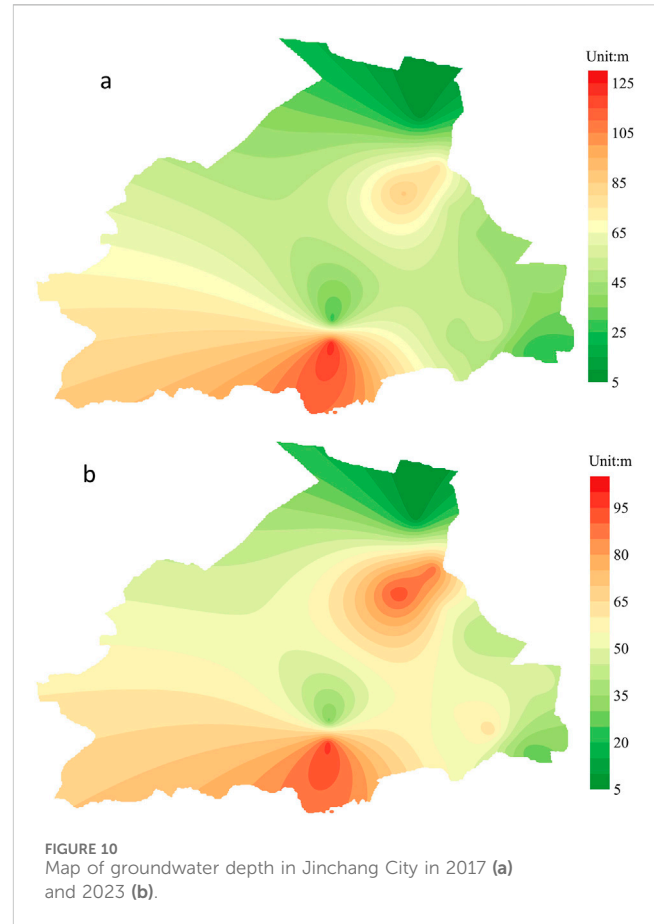 a
Unit:m
125
105
85
65
45
25
5
b
Unit:m
95
80
65
50
35
20
5
FIGURE 10
Map of groundwater depth in Jinchang City in 2017 (a)
and 2023 (b).